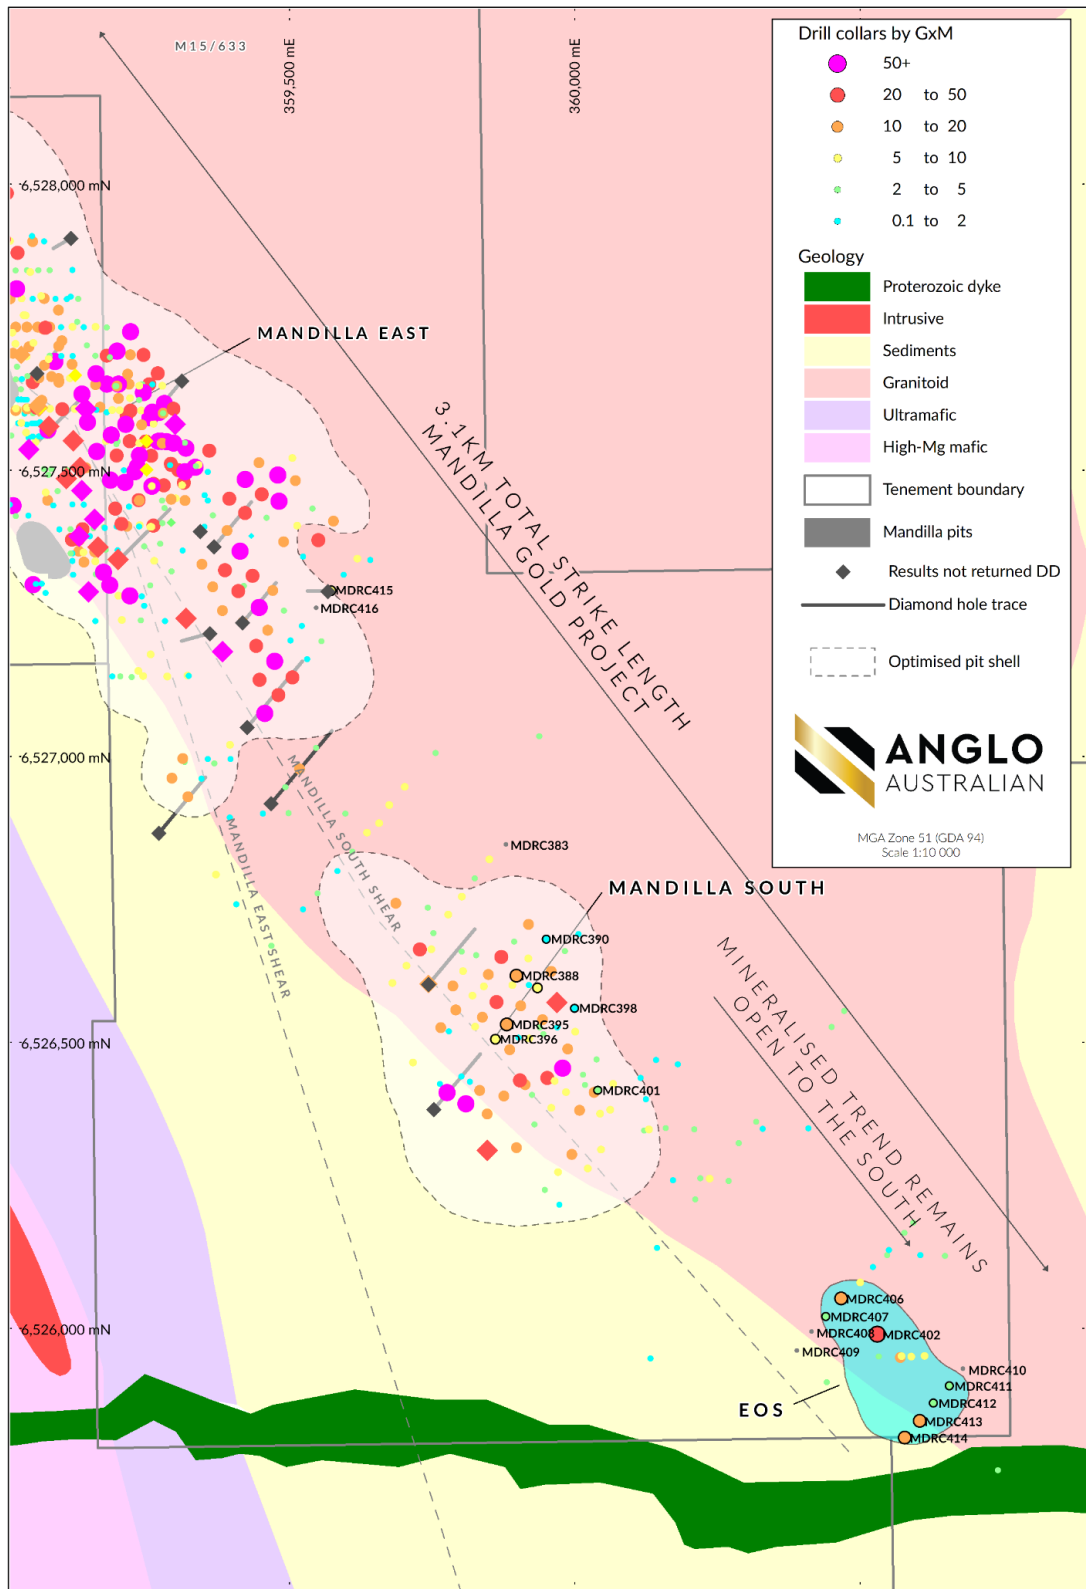 M15/633
359,500 mE
360,000 mE
6,528,000 mN
6,527,500 mN
6,527,000 mN
6,526,500 mN
6,526,000 mN
MANDILLA EAST
3.1KM TOTAL STRIKE LENGTH
MANDILLA GOLD PROJECT
MDRC415
MDRC416
MANDILLA SOUTH SHEAR
MANDILLA EAST SHEAR
MDRC383
MANDILLA SOUTH
MDRC390
MDRC388
MDRC398
MDRC395
MDRC396
MDRC401
MINERALISED TREND REMAINS
OPEN TO THE SOUTH
MDRC406
MDRC407
MDRC408
MDRC402
MDRC409
MDRC410
MDRC411
MDRC412
MDRC413
MDRC414
EOS
Drill collars by GxM
50+
20 to 50
10 to 20
5 to 10
2 to 5
0.1 to 2
Geology
Proterozoic dyke
Intrusive
Sediments
Granitoid
Ultramafic
High-Mg mafic
Tenement boundary
Mandilla pits
Results not returned DD
Diamond hole trace
Optimised pit shell
ANGLO
AUSTRALIAN
MGA Zone 51 (GDA 94)
Scale 1:10 000